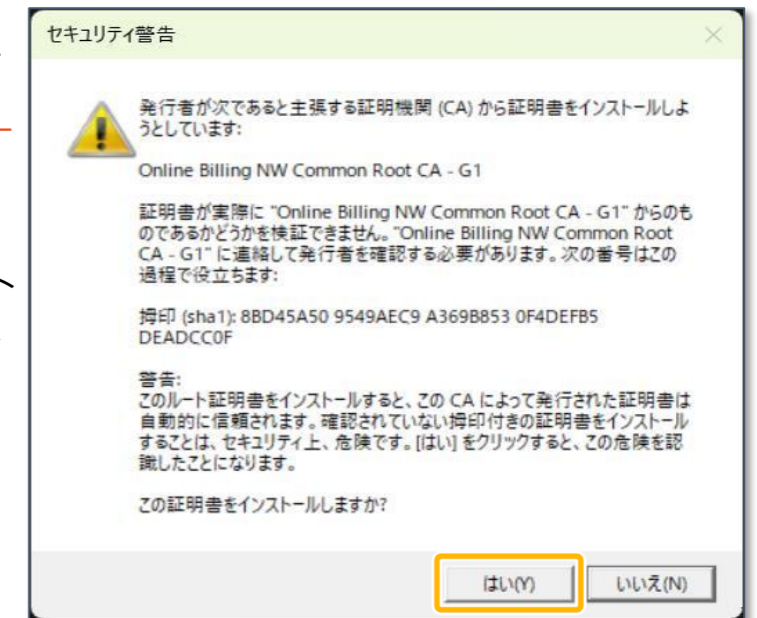 セキュリティ警告
発行者が次であると主張する証明機関 (CA) から証明書をインストールしよ
うとしています:
Online Billing NW Common Root CA - G1
証明書が実際に "Online Billing NW Common Root CA - G1" からのも
のであるかどうかを検証できません。"Online Billing NW Common Root
CA - G1" に連絡して発行者を確認する必要があります。次の番号はこの
過程で役立ちます:
拇印 (sha1): 8BD45A50 9549AEC9 A369B853 0F4DEFB5
DEADCC0F
警告:
このルート証明書をインストールすると、この CA によって発行された証明書は
自動的に信頼されます。確認されていない拇印付きの証明書をインストール
することは、セキュリティ上、危険です。[はい] をクリックすると、この危険を認
識したことになります。
この証明書をインストールしますか?
はい(Y)
いいえ(N)